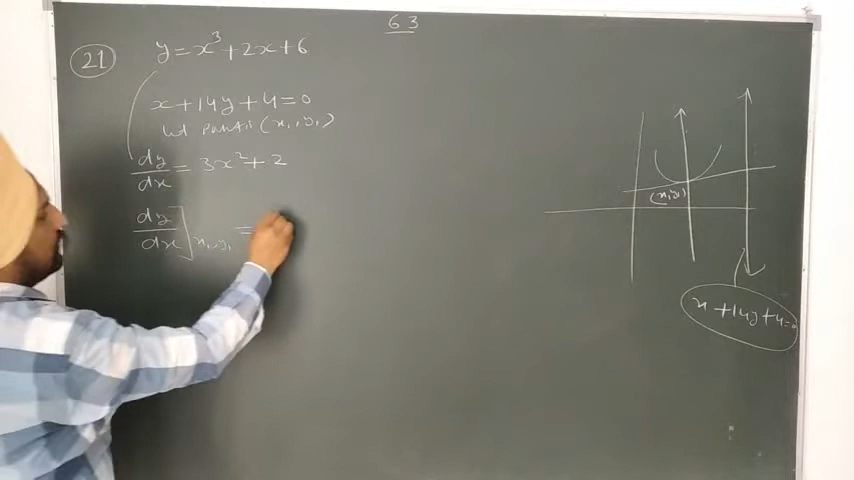 63
21 y = x³ + 2x + 6
x + 14y + 4 = 0
Let Point is (x₁, y₁)
dy/dx = 3x² + 2
dy/dx]x₁, y₁ =
(x₁, y₁)
x + 14y + 4 = 0